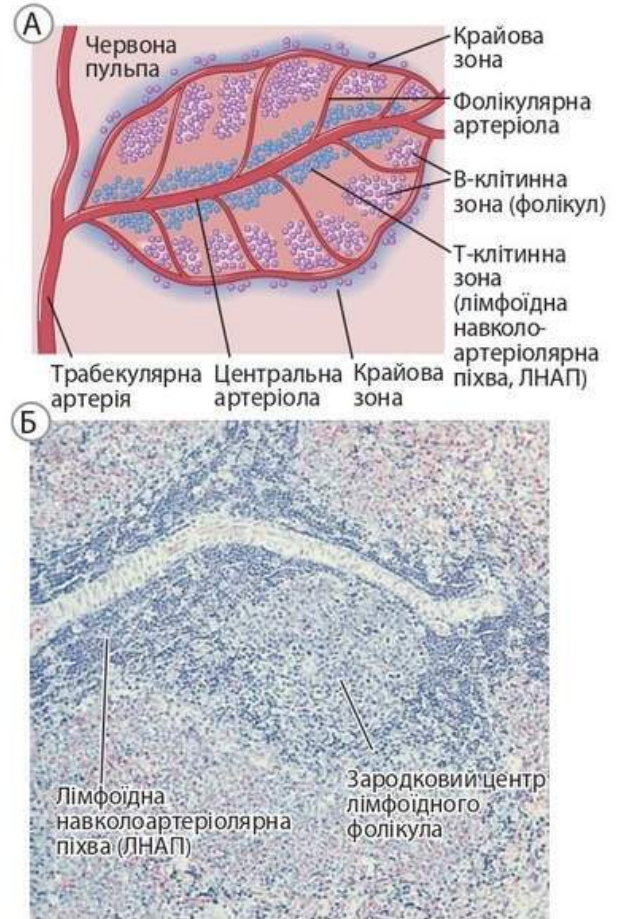 А
Червона
пульпа
Крайова
зона
Фолікулярна
артеріола
В-клітинна
зона (фолікул)
Т-клітинна
зона
(лімфоїдна
навколо-
артеріолярна
піхва, ЛНАП)
Трабекулярна
артерія
Центральна
артеріола
Крайова
зона
Б
Лімфоїдна
навколоартеріолярна
піхва (ЛНАП)
Зародковий центр
лімфоїдного
фолікула